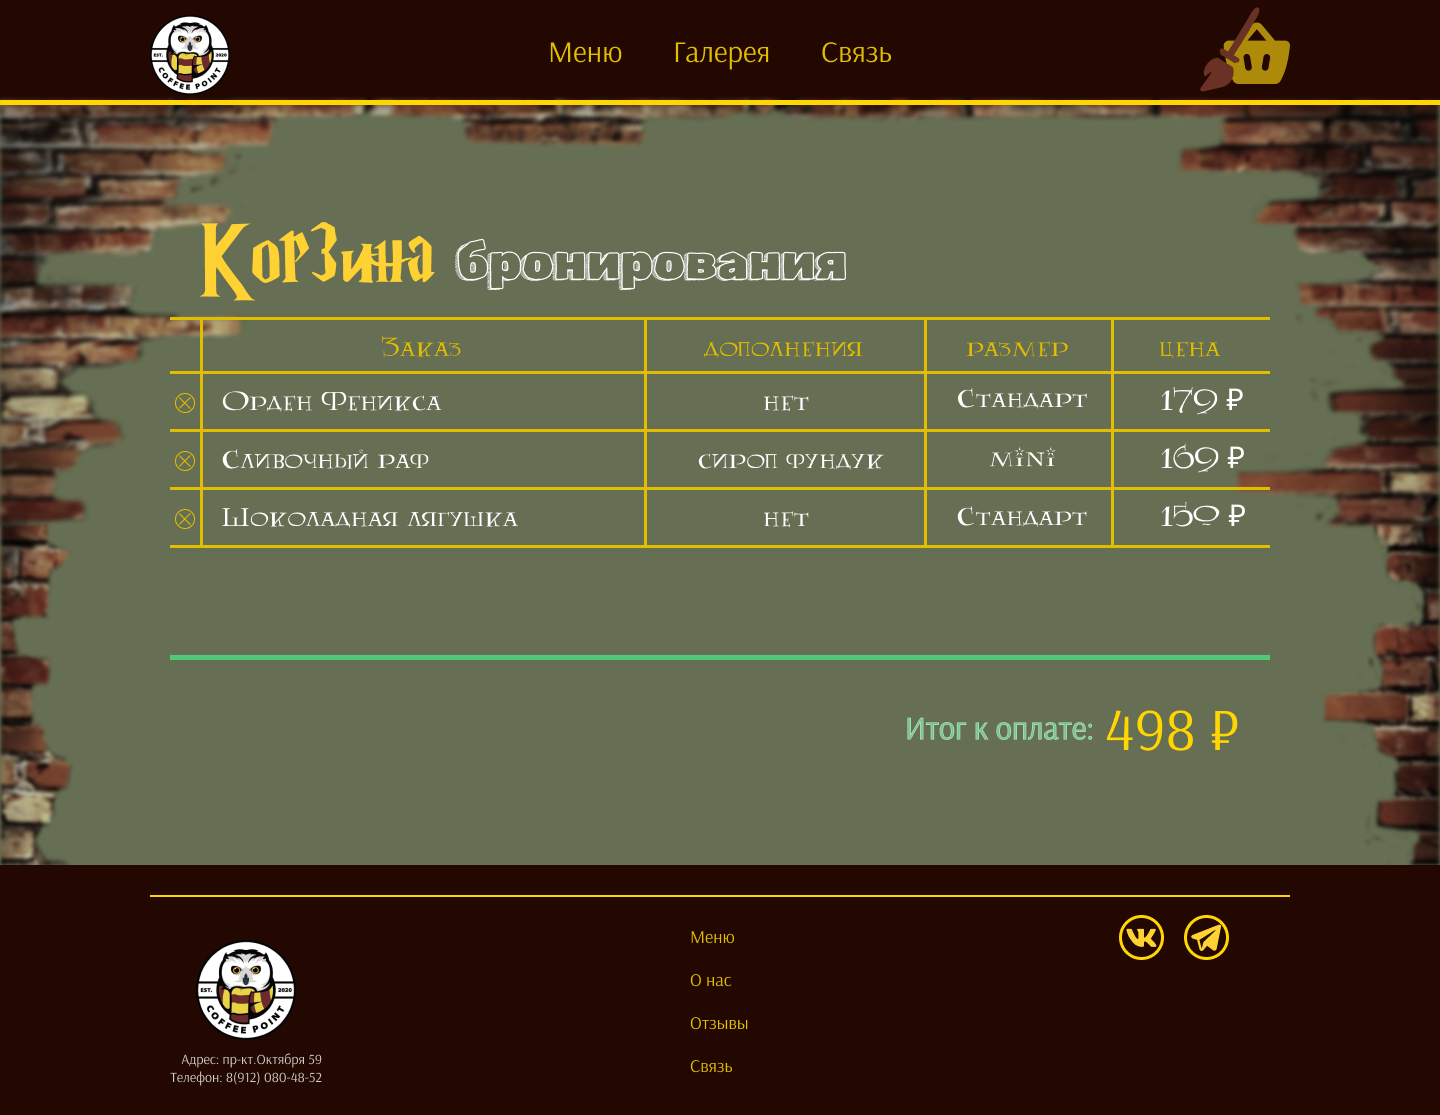 EST. 2020
COFFEE POINT
Меню Галерея Связь
Корзина бронирования
Заказ дополнения размер цена
Орден Феникса нет Стандарт 179 ₽
Сливочный раф сироп фундук mini 169 ₽
Шоколадная лягушка нет Стандарт 150 ₽
Итог к оплате: 498 ₽
EST. 2020
COFFEE POINT
Адрес: пр-кт.Октября 59
Телефон: 8(912) 080-48-52
Меню
О нас
Отзывы
Связь